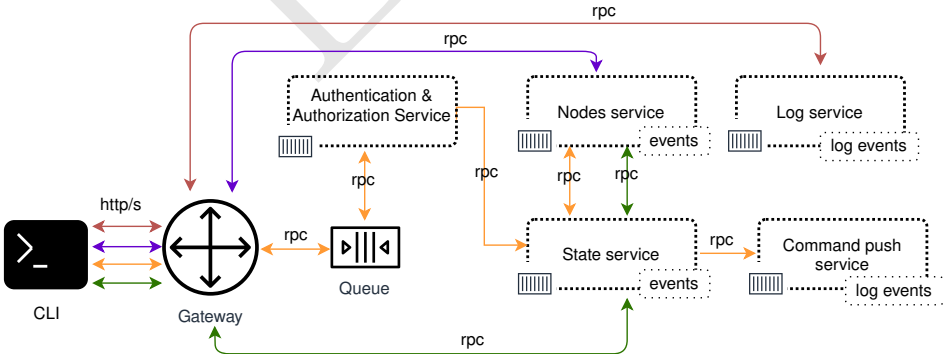 rpc
rpc
Authentication &
Authorization Service
Nodes service
events
Log service
log events
rpc
rpc
rpc
rpc
http/s
rpc
State service
events
rpc
Command push
service
log events
CLI
Gateway
Queue
rpc
>_